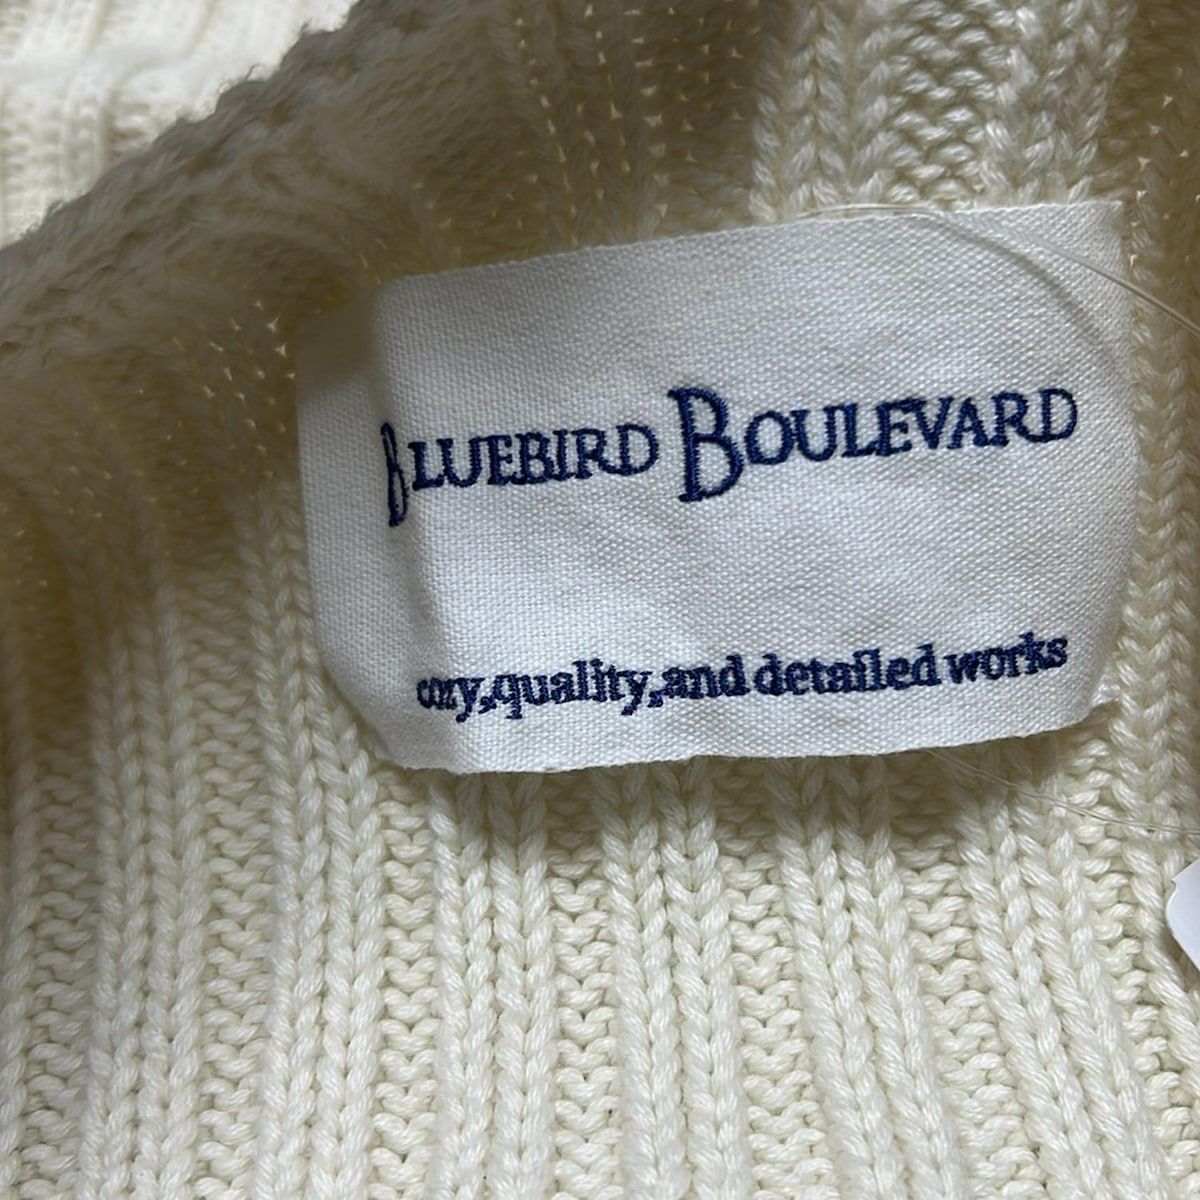 BLUEBIRD BOULEVARD
cozy,quality,and detailed works